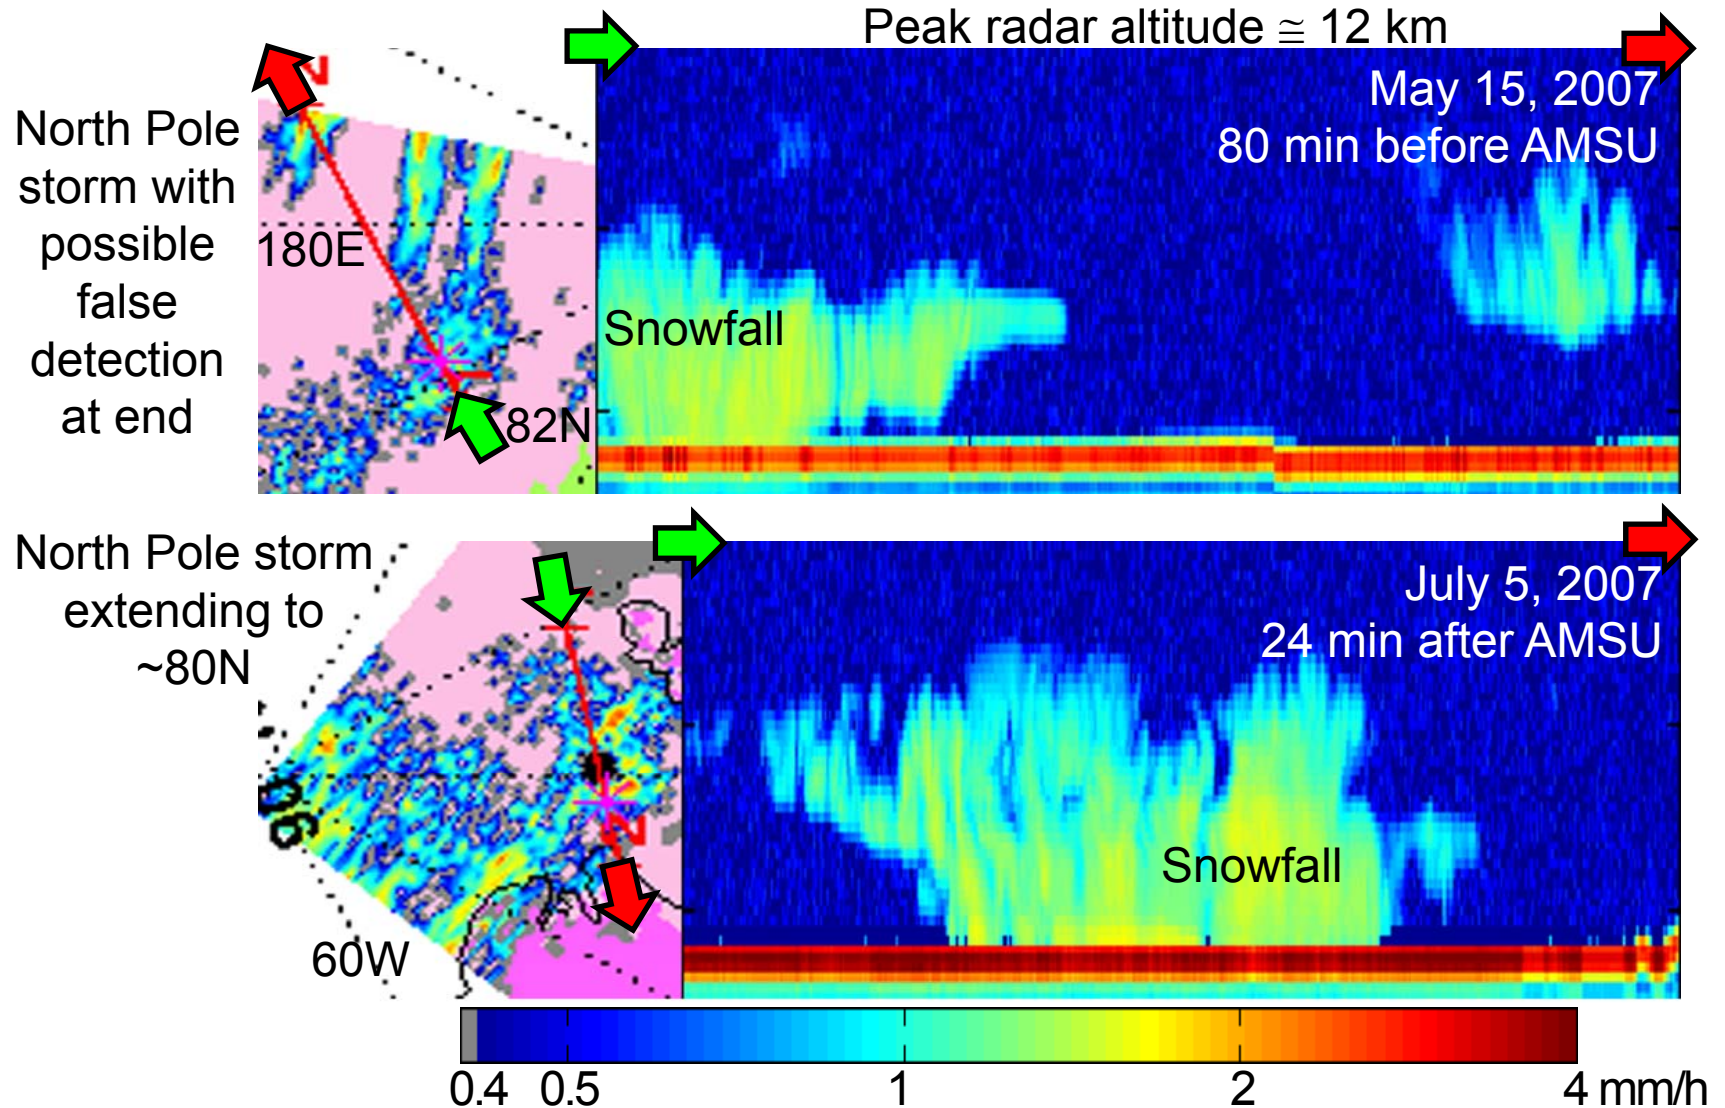 Peak radar altitude ≅ 12 km
May 15, 2007
80 min before AMSU
North Pole
storm with
possible
false
detection
at end
N
180E
82N
Snowfall
North Pole storm
extending to
~80N
July 5, 2007
24 min after AMSU
90
N
60W
Snowfall
0.4 0.5 1 2 4 mm/h